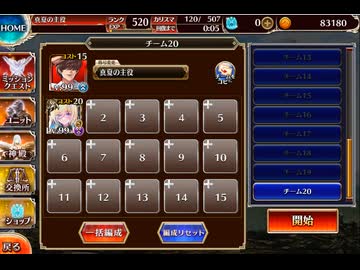 HOME
真夏の主役
ランク
EXP
520
カリスマ
120/ 507
0:05
0
83180
チーム20
コスト15
真夏の主役
Lv99
コピー
コスト20
Lv99
2
3
4
5
6
7
8
9
10
11
12
13
14
15
一括編成
編成リセット
チーム13
チーム14
チーム15
チーム16
チーム17
チーム18
チーム19
チーム20
開始
ミッション
クエスト
ユニット
神殿
交換所
ショップ
戻る